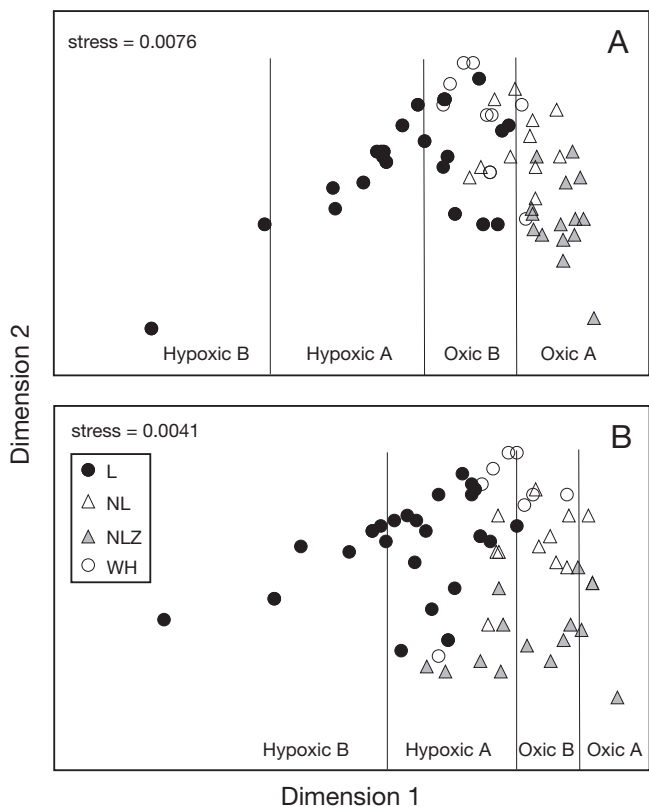 stress = 0.0076
A
Hypoxic B
Hypoxic A
Oxic B
Oxic A
Dimension 2
stress = 0.0041
B
L
NL
NLZ
WH
Hypoxic B
Hypoxic A
Oxic B
Oxic A
Dimension 1